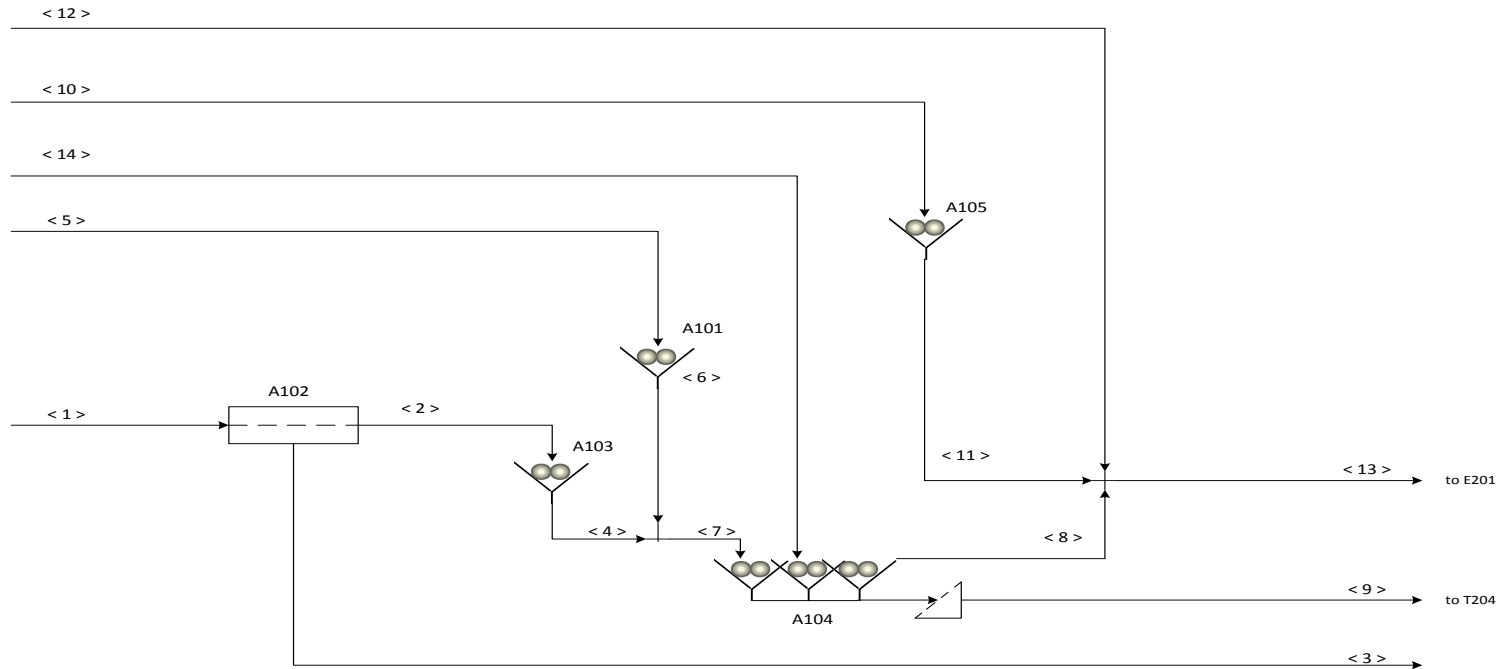 < 12 >
< 10 >
< 14 >
< 5 >
A105
A101
< 6 >
A102
< 1 >
< 2 >
A103
< 11 >
< 13 >
to E201
< 4 >
< 7 >
< 8 >
< 9 >
to T204
A104
< 3 >